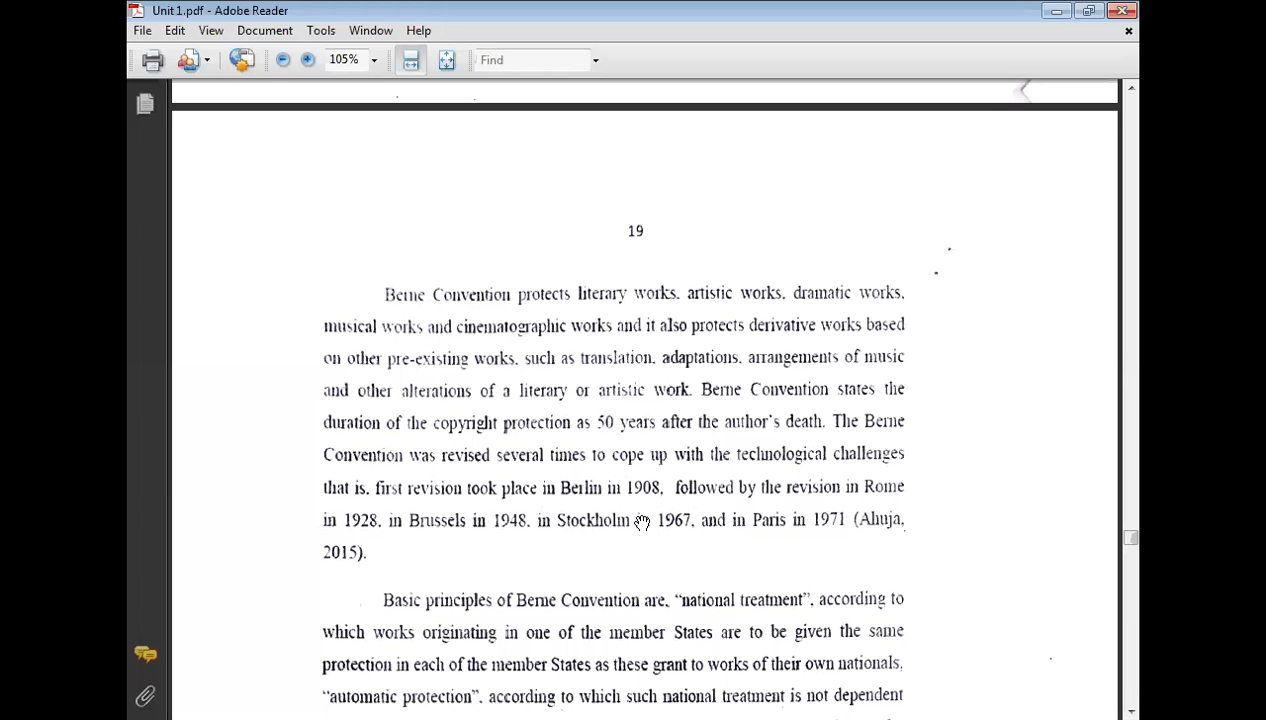 Unit 1.pdf - Adobe Reader
File Edit View Document Tools Window Help
105% Find
19
Berne Convention protects literary works, artistic works, dramatic works,
musical works and cinematographic works and it also protects derivative works based
on other pre-existing works, such as translation, adaptations, arrangements of music
and other alterations of a literary or artistic work. Berne Convention states the
duration of the copyright protection as 50 years after the author's death. The Berne
Convention was revised several times to cope up with the technological challenges
that is, first revision took place in Berlin in 1908, followed by the revision in Rome
in 1928, in Brussels in 1948, in Stockholm 1967, and in Paris in 1971 (Ahuja,
2015).
Basic principles of Berne Convention are, "national treatment", according to
which works originating in one of the member States are to be given the same
protection in each of the member States as these grant to works of their own nationals,
"automatic protection", according to which such national treatment is not dependent